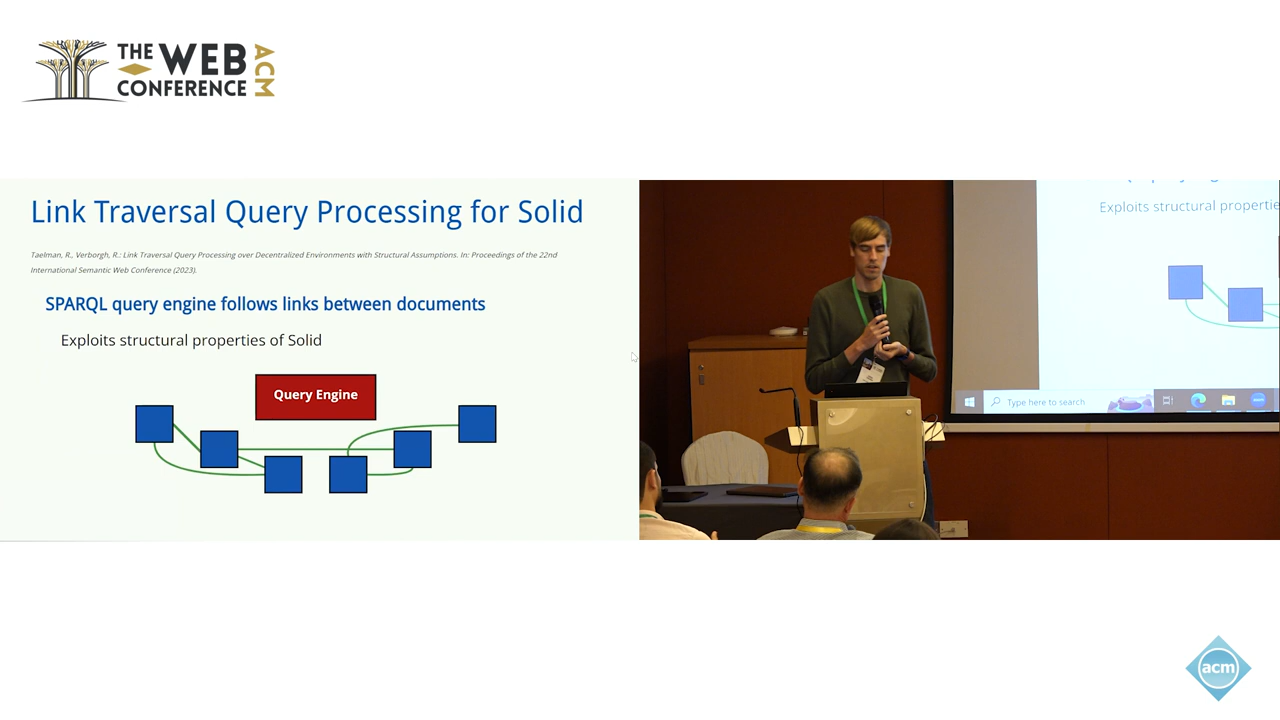 THE WEB
CONFERENCE
ACM
Link Traversal Query Processing for Solid
Taelman, R., Verborgh, R.: Link Traversal Query Processing over Decentralized Environments with Structural Assumptions. In: Proceedings of the 22nd
International Semantic Web Conference (2023).
SPARQL query engine follows links between documents
Exploits structural properties of Solid
Query Engine
Exploits structural propertie
Type here to search
acm